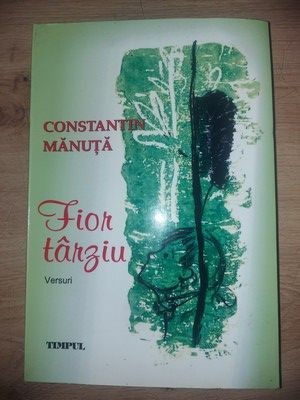 CONSTANTIN
MĂNUȚĂ
Fior
târziu
Versuri
TIMPUL